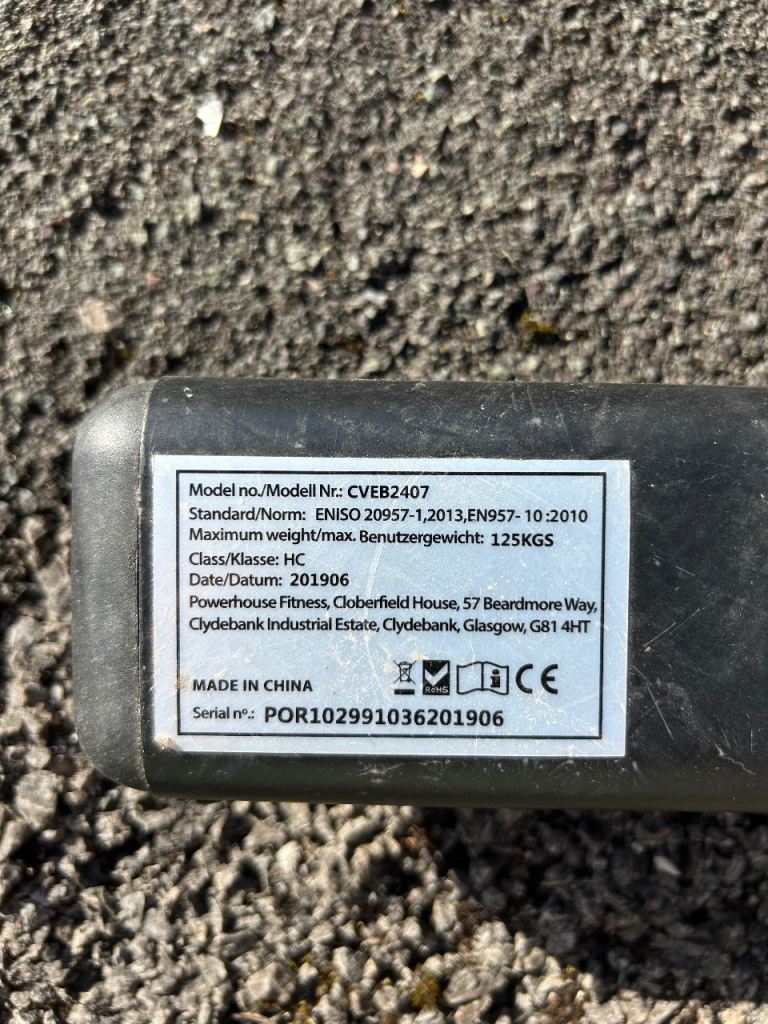 Model no./Modell Nr.: CVEB2407
Standard/Norm: ENISO 20957-1,2013,EN957- 10 :2010
Maximum weight/max. Benutzergewicht: 125KGS
Class/Klasse: HC
Date/Datum: 201906
Powerhouse Fitness, Cloberfield House, 57 Beardmore Way,
Clydebank Industrial Estate, Clydebank, Glasgow, G81 4HT
MADE IN CHINA RoHS i CE
Serial nº.: POR102991036201906